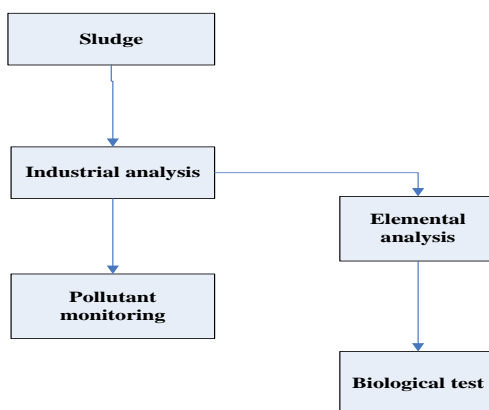 Sludge
Industrial analysis
Elemental
analysis
Pollutant
monitoring
Biological test